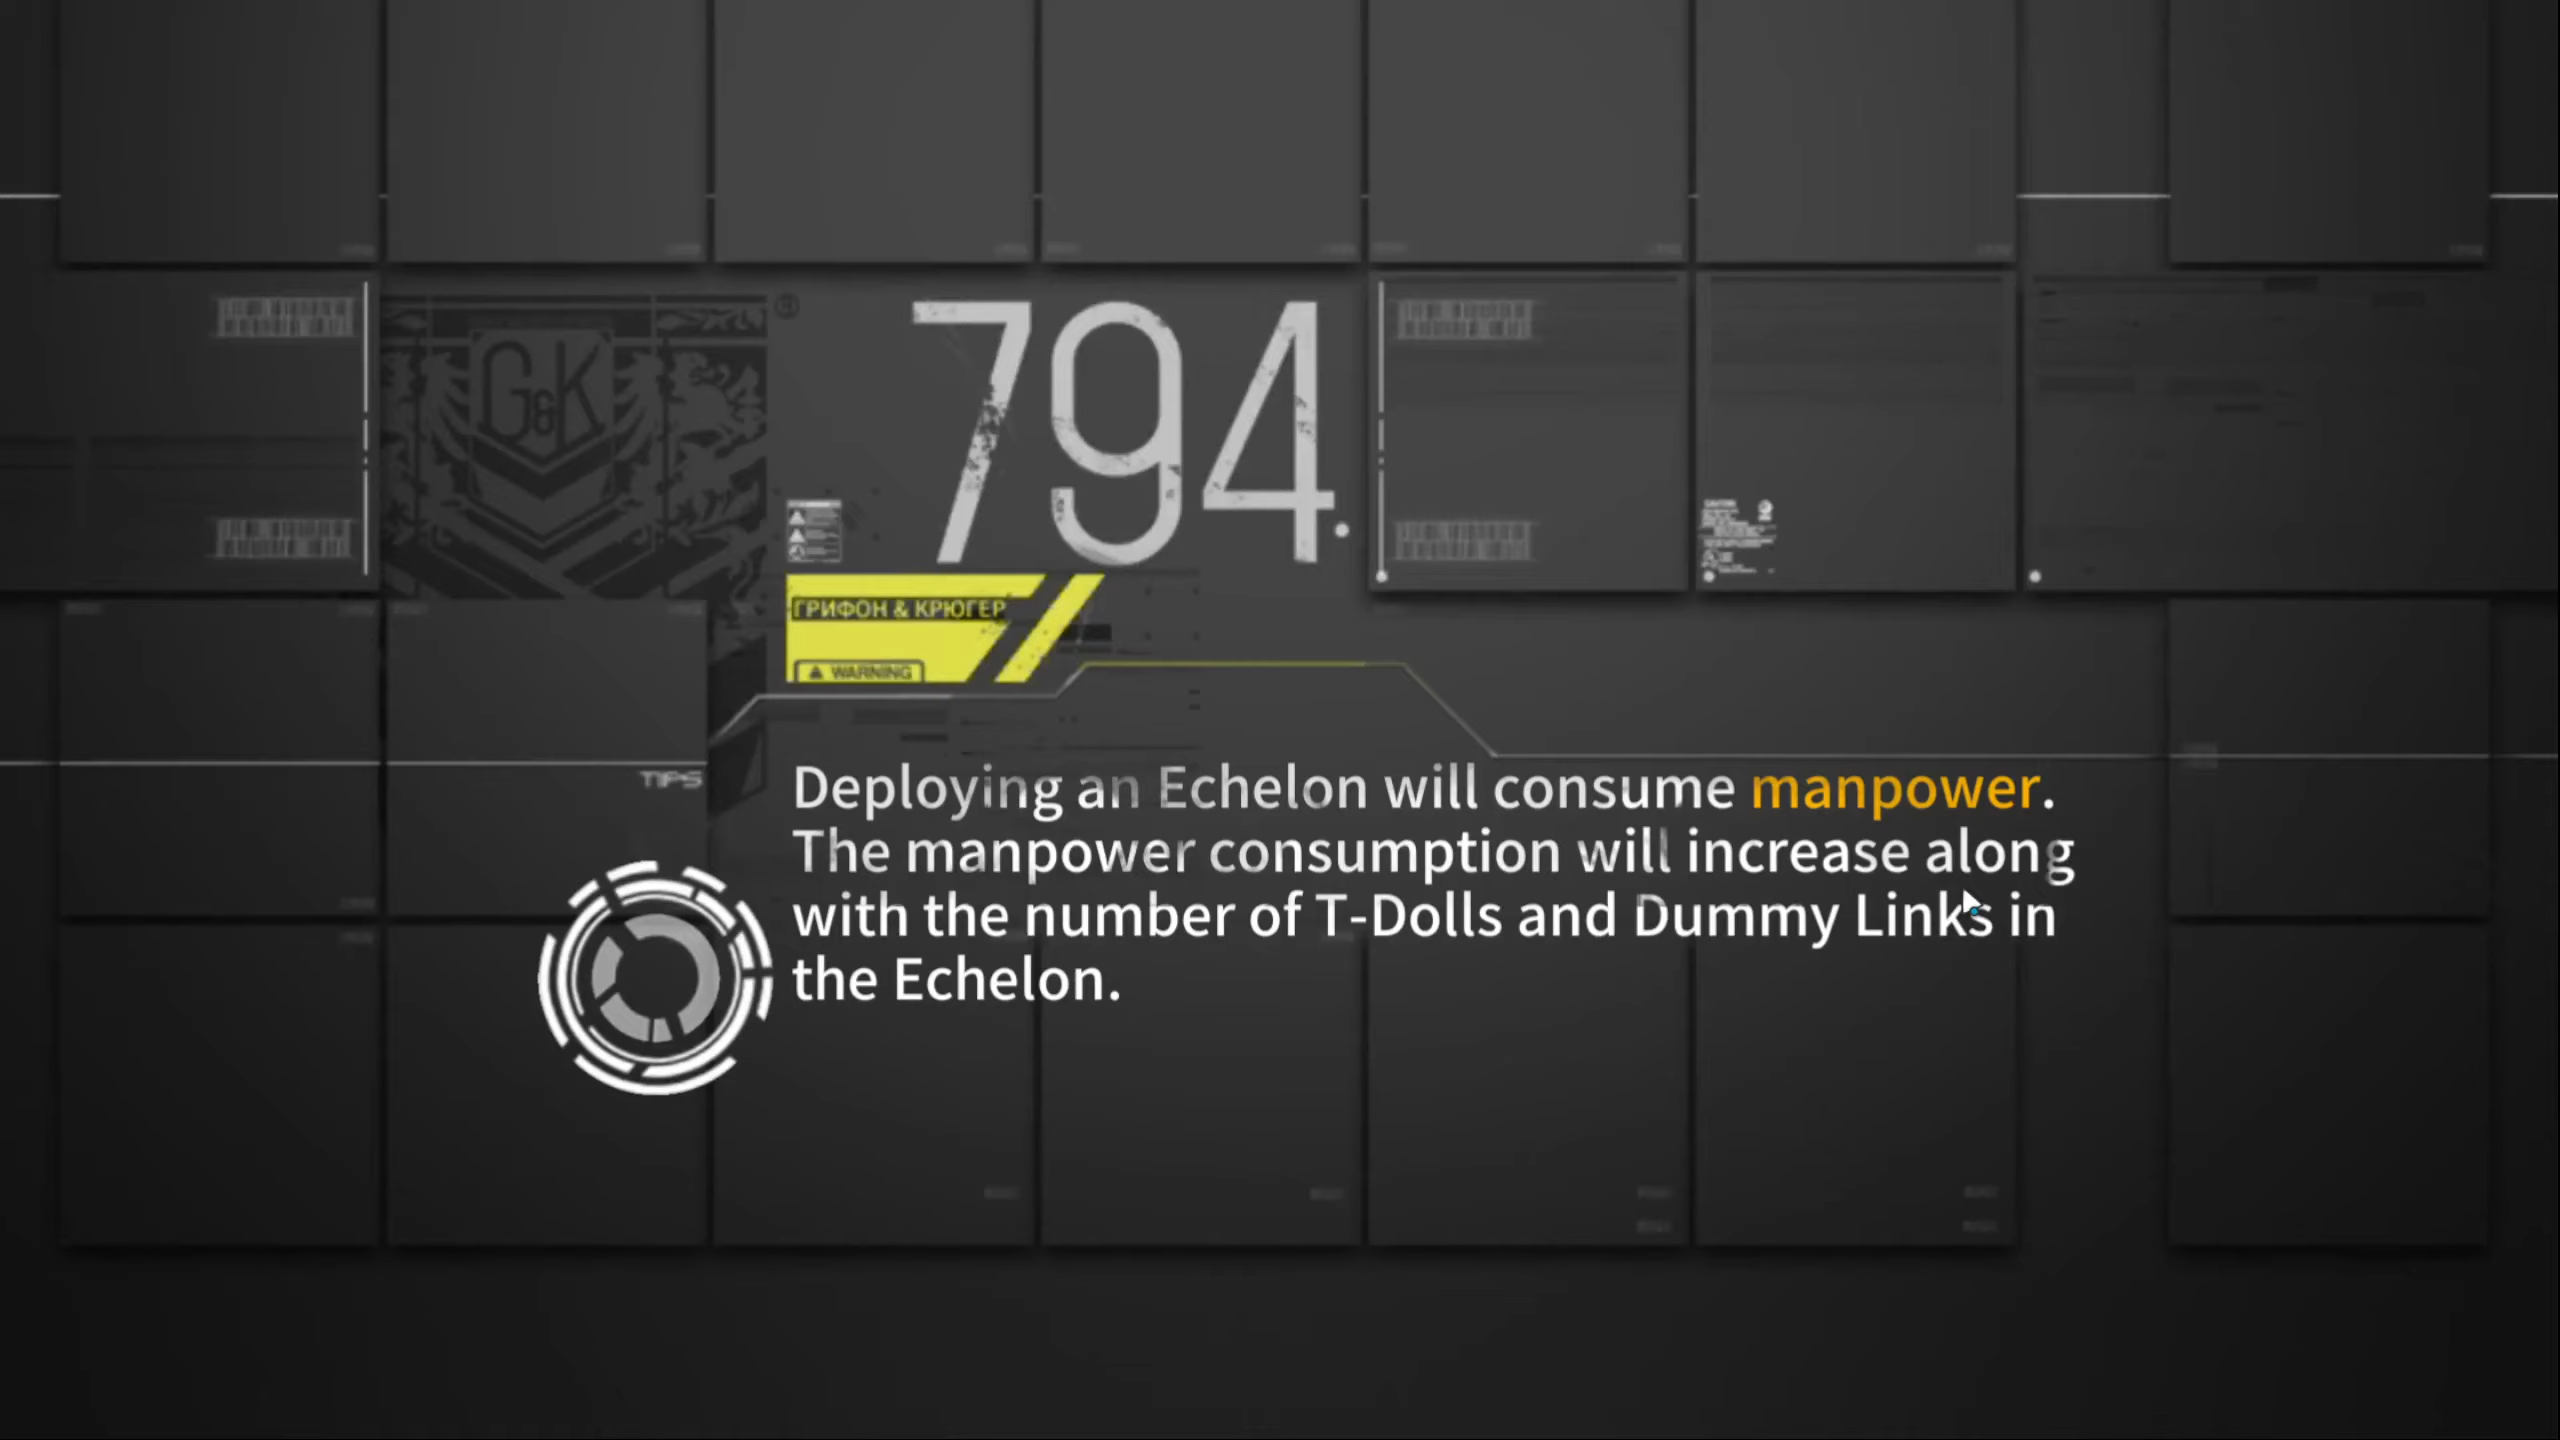 G&K
®
794.
ГРИФОН & КРЮГЕР
WARNING
TIPS
Deploying an Echelon will consume manpower.
The manpower consumption will increase along
with the number of T-Dolls and Dummy Links in
the Echelon.